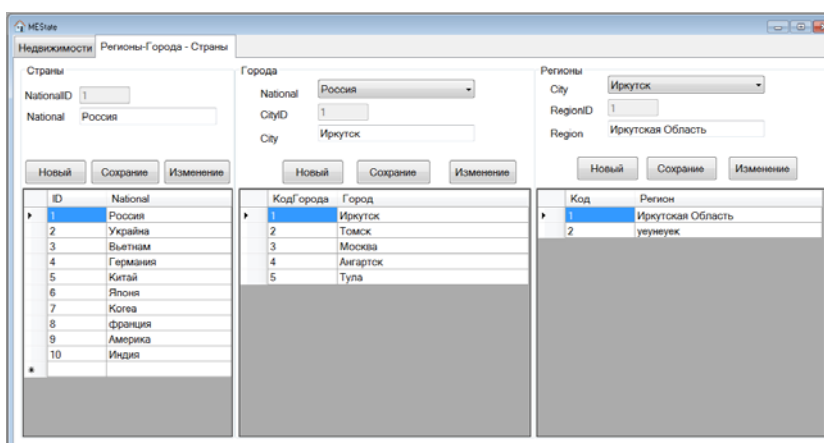 MEState
Недвижимости Регионы-Города - Страны
Страны
NationalID 1
National Россия
Новый Сохрание Изменение
ID National
1 Россия
2 Украйна
3 Вьетнам
4 Германия
5 Китай
6 Японя
7 Korea
8 франция
9 Америка
10 Индия
Города
National Россия
CityID 1
City Иркутск
Новый Сохрание Изменение
КодГорода Город
1 Иркутск
2 Томск
3 Москва
4 Ангартск
5 Тула
Регионы
City Иркутск
RegionID 1
Region Иркутская Область
Новый Сохрание Изменение
Код Регион
1 Иркутская Область
2 уеунеуек